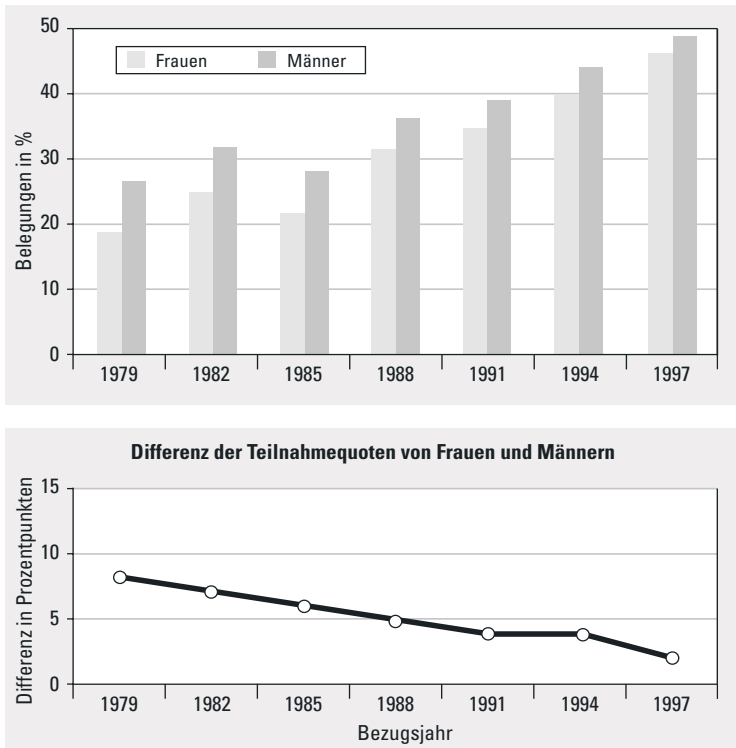 50
Frauen Männer
40
30
20
10
0
Belegungen in %
1979 1982 1985 1988 1991 1994 1997
Differenz der Teilnahmequoten von Frauen und Männern
15
10
5
0
Differenz in Prozentpunkten
1979 1982 1985 1988 1991 1994 1997
Bezugsjahr